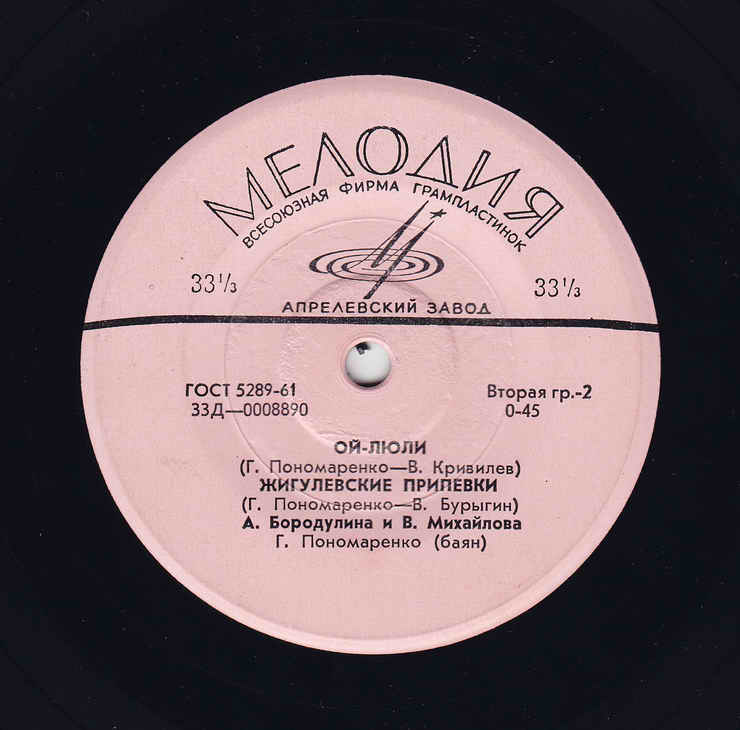 МЕЛОДИЯ
ВСЕСОЮЗНАЯ ФИРМА ГРАМПЛАСТИНОК
33⅓ 33⅓
АПРЕЛЕВСКИЙ ЗАВОД
ГОСТ 5289-61 Вторая гр.-2
33Д—0008890 0-45
ОЙ-ЛЮЛИ
(Г. Пономаренко—В. Кривилев)
ЖИГУЛЕВСКИЕ ПРИПЕВКИ
(Г. Пономаренко—В. Бурыгин)
А. Бородулина и В. Михайлова
Г. Пономаренко (баян)